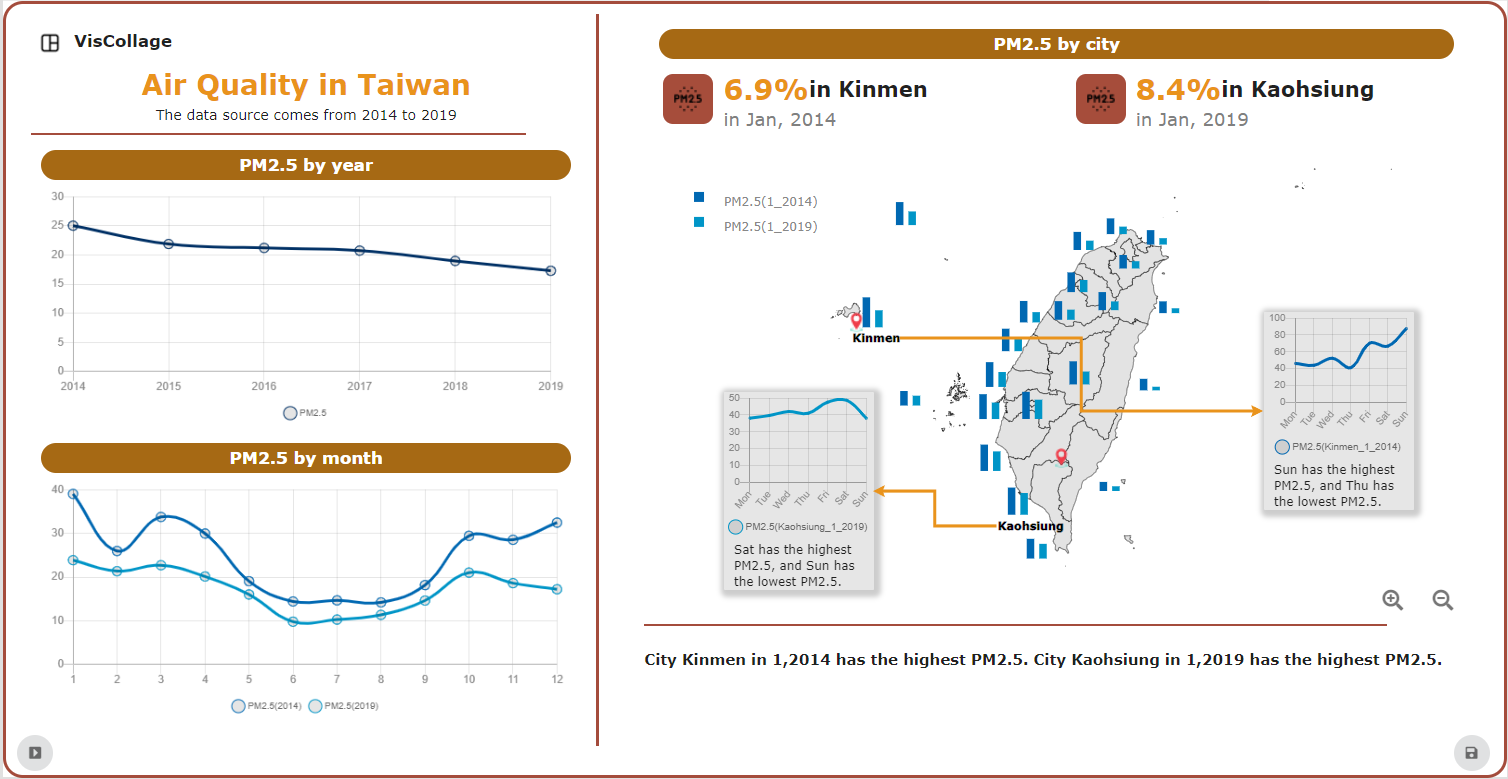 VisCollage
Air Quality in Taiwan
The data source comes from 2014 to 2019
PM2.5 by year
30
25
20
15
10
5
0
2014 2015 2016 2017 2018 2019
PM2.5
PM2.5 by month
40
30
20
10
0
1 2 3 4 5 6 7 8 9 10 11 12
PM2.5(2014) PM2.5(2019)
PM2.5 by city
PM2.5
6.9% in Kinmen
in Jan, 2014
PM2.5
8.4% in Kaohsiung
in Jan, 2019
PM2.5(1_2014)
PM2.5(1_2019)
Kinmen
Kaohsiung
50
40
30
20
10
0
Mon Tue Wed Thu Fri Sat Sun
PM2.5(Kaohsiung_1_2019)
Sat has the highest
PM2.5, and Sun has
the lowest PM2.5.
100
80
60
40
20
0
Mon Tue Wed Thu Fri Sat Sun
PM2.5(Kinmen_1_2014)
Sun has the highest
PM2.5, and Thu has
the lowest PM2.5.
City Kinmen in 1,2014 has the highest PM2.5. City Kaohsiung in 1,2019 has the highest PM2.5.